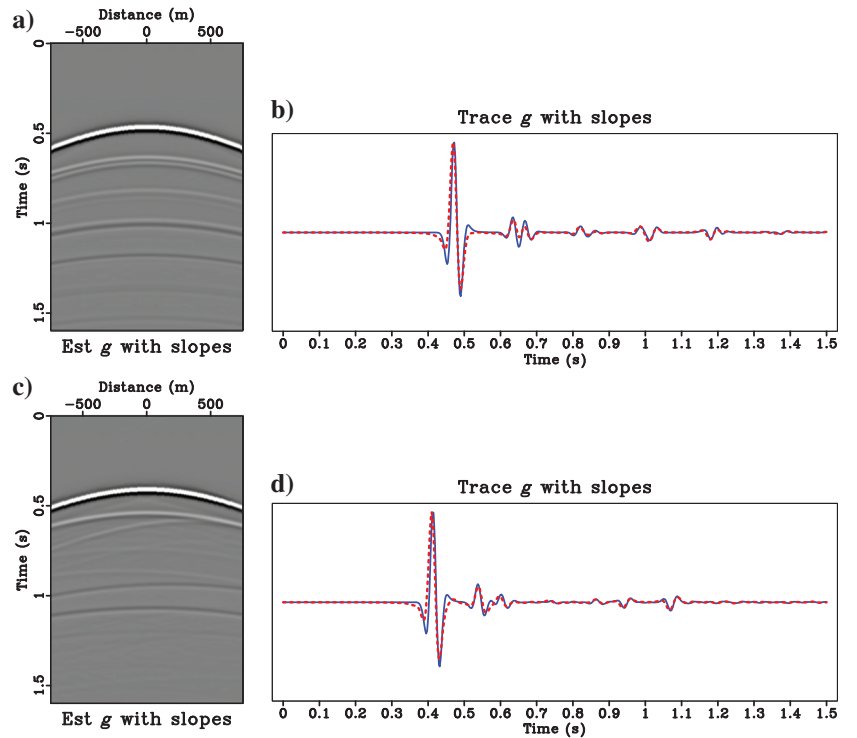 a)
Distance (m)
−500 0 500
Time (s)
0
0.5
1
1.5
Est g with slopes
b)
Trace g with slopes
0 0.1 0.2 0.3 0.4 0.5 0.6 0.7 0.8 0.9 1 1.1 1.2 1.3 1.4 1.5
Time (s)
c)
Distance (m)
−500 0 500
Time (s)
0
0.5
1
1.5
Est g with slopes
d)
Trace g with slopes
0 0.1 0.2 0.3 0.4 0.5 0.6 0.7 0.8 0.9 1 1.1 1.2 1.3 1.4 1.5
Time (s)